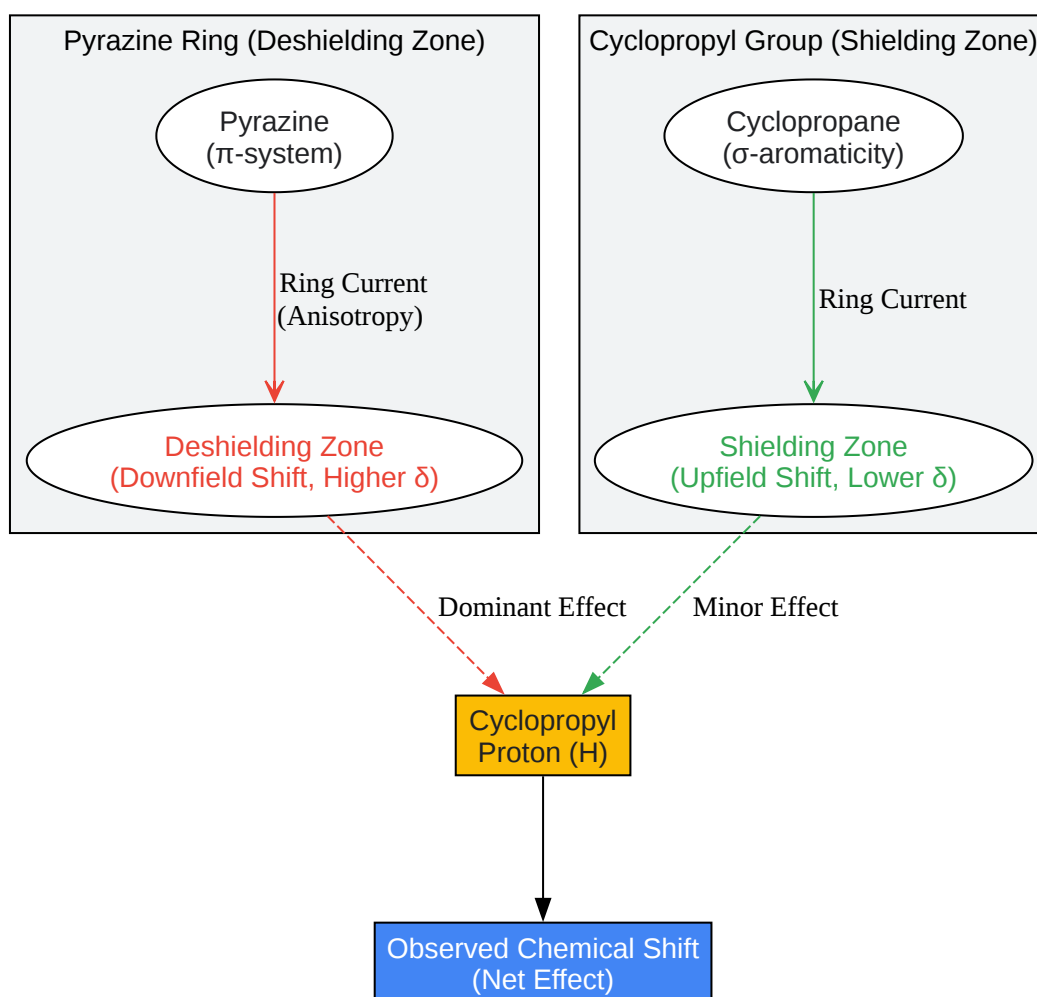 Pyrazine Ring (Deshielding Zone)
Cyclopropyl Group (Shielding Zone)
Pyrazine
(π-system)
Cyclopropane
(σ-aromaticity)
Ring Current
(Anisotropy)
Ring Current
Deshielding Zone
(Downfield Shift, Higher δ)
Shielding Zone
(Upfield Shift, Lower δ)
Dominant Effect
Minor Effect
Cyclopropyl
Proton (H)
Observed Chemical Shift
(Net Effect)